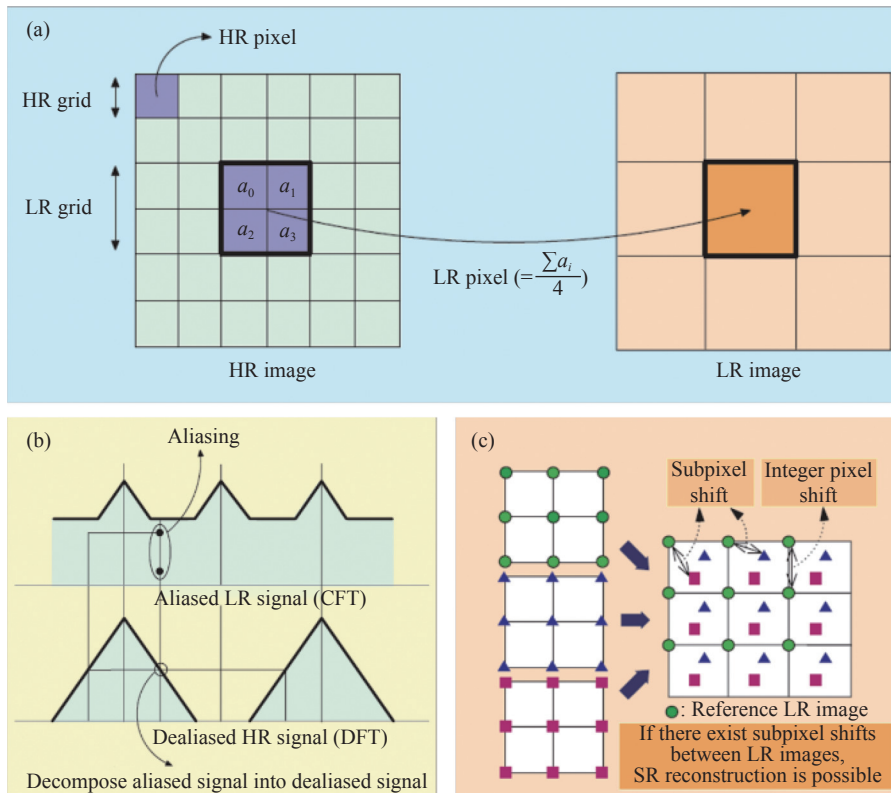 (a)
HR pixel
HR grid
LR grid
a₀ a₁
a₂ a₃
LR pixel (= ∑aᵢ / 4)
HR image
LR image
(b)
Aliasing
Aliased LR signal (CFT)
Dealiased HR signal (DFT)
Decompose aliased signal into dealiased signal
(c)
Subpixel
shift
Integer pixel
shift
: Reference LR image
If there exist subpixel shifts
between LR images,
SR reconstruction is possible